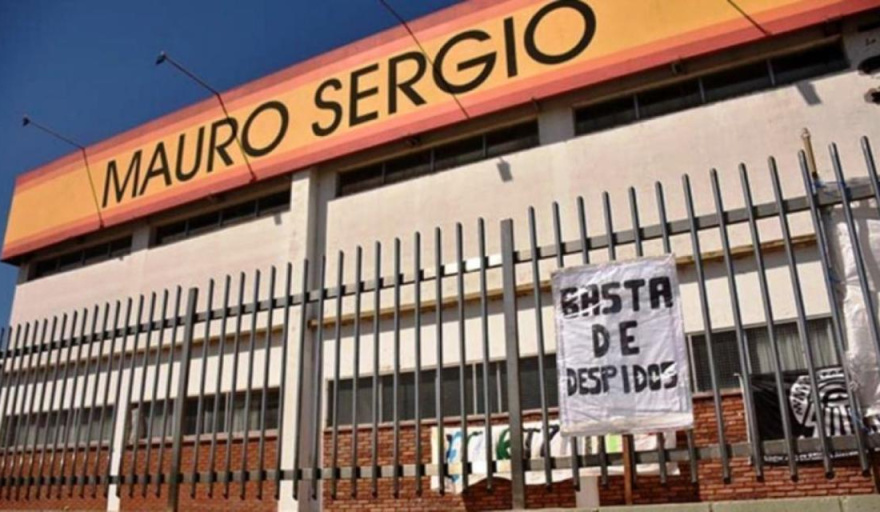 MAURO SERGIO
BASTA
DE
DESPIDOS